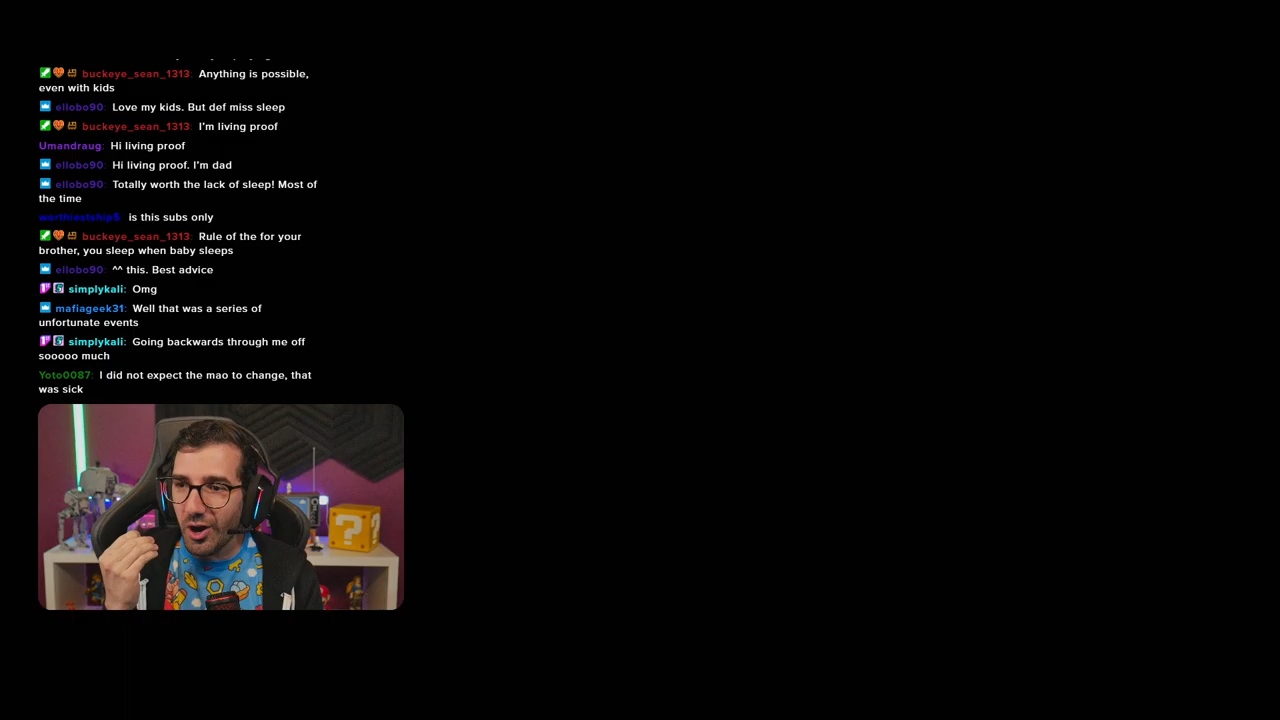 buckeye_sean_1313: Anything is possible,
even with kids
ellobo90: Love my kids. But def miss sleep
buckeye_sean_1313: I'm living proof
Umandraug: Hi living proof
ellobo90: Hi living proof. I'm dad
ellobo90: Totally worth the lack of sleep! Most of
the time
is this subs only
buckeye_sean_1313: Rule of the for your
brother, you sleep when baby sleeps
ellobo90: ^^ this. Best advice
simplykali: Omg
mafiageek31: Well that was a series of
unfortunate events
simplykali: Going backwards through me off
sooooo much
Yoto0087: I did not expect the mao to change, that
was sick
?